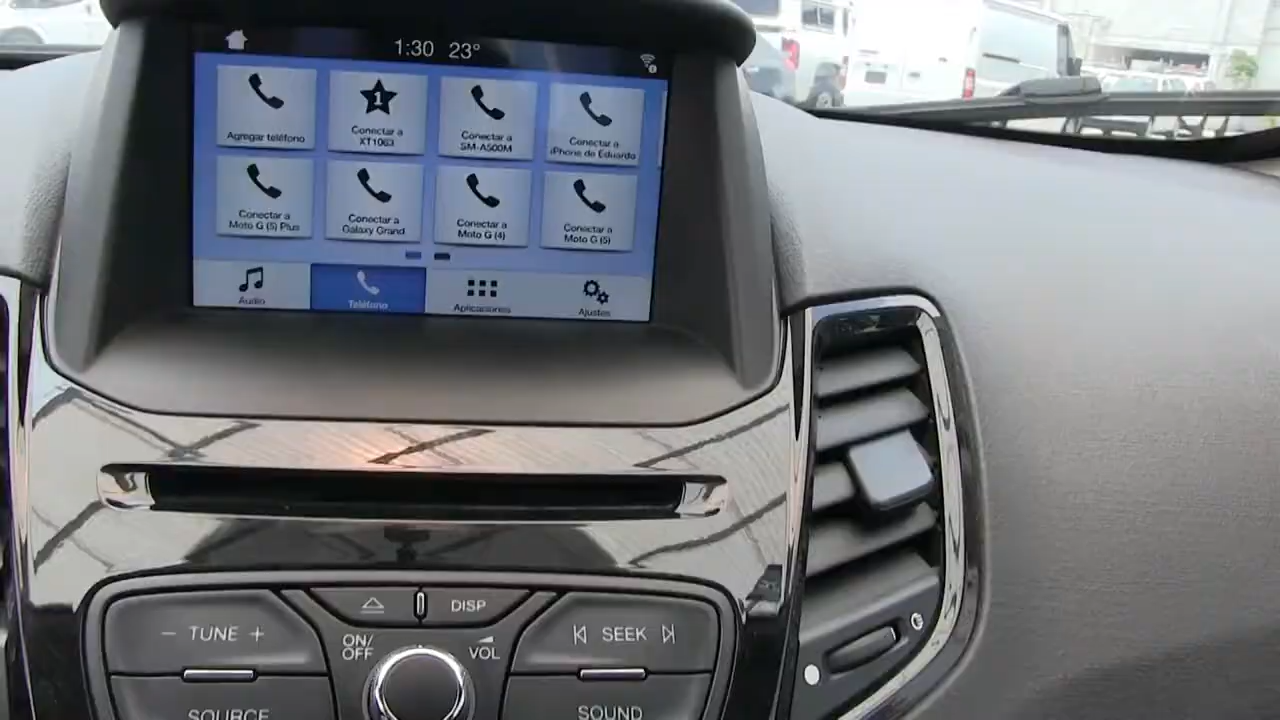 1:30 23°
Agregar teléfono
1
Conectar a
XT1063
Conectar a
SM-A500M
Conectar a
iPhone de Eduardo
Conectar a
Moto G (5) Plus
Conectar a
Galaxy Grand
Conectar a
Moto G (4)
Conectar a
Moto G (5)
Audio
Teléfono
Aplicaciones
Ajustes
DISP
− TUNE +
ON/
OFF
VOL
SEEK
SOURCE
SOUND